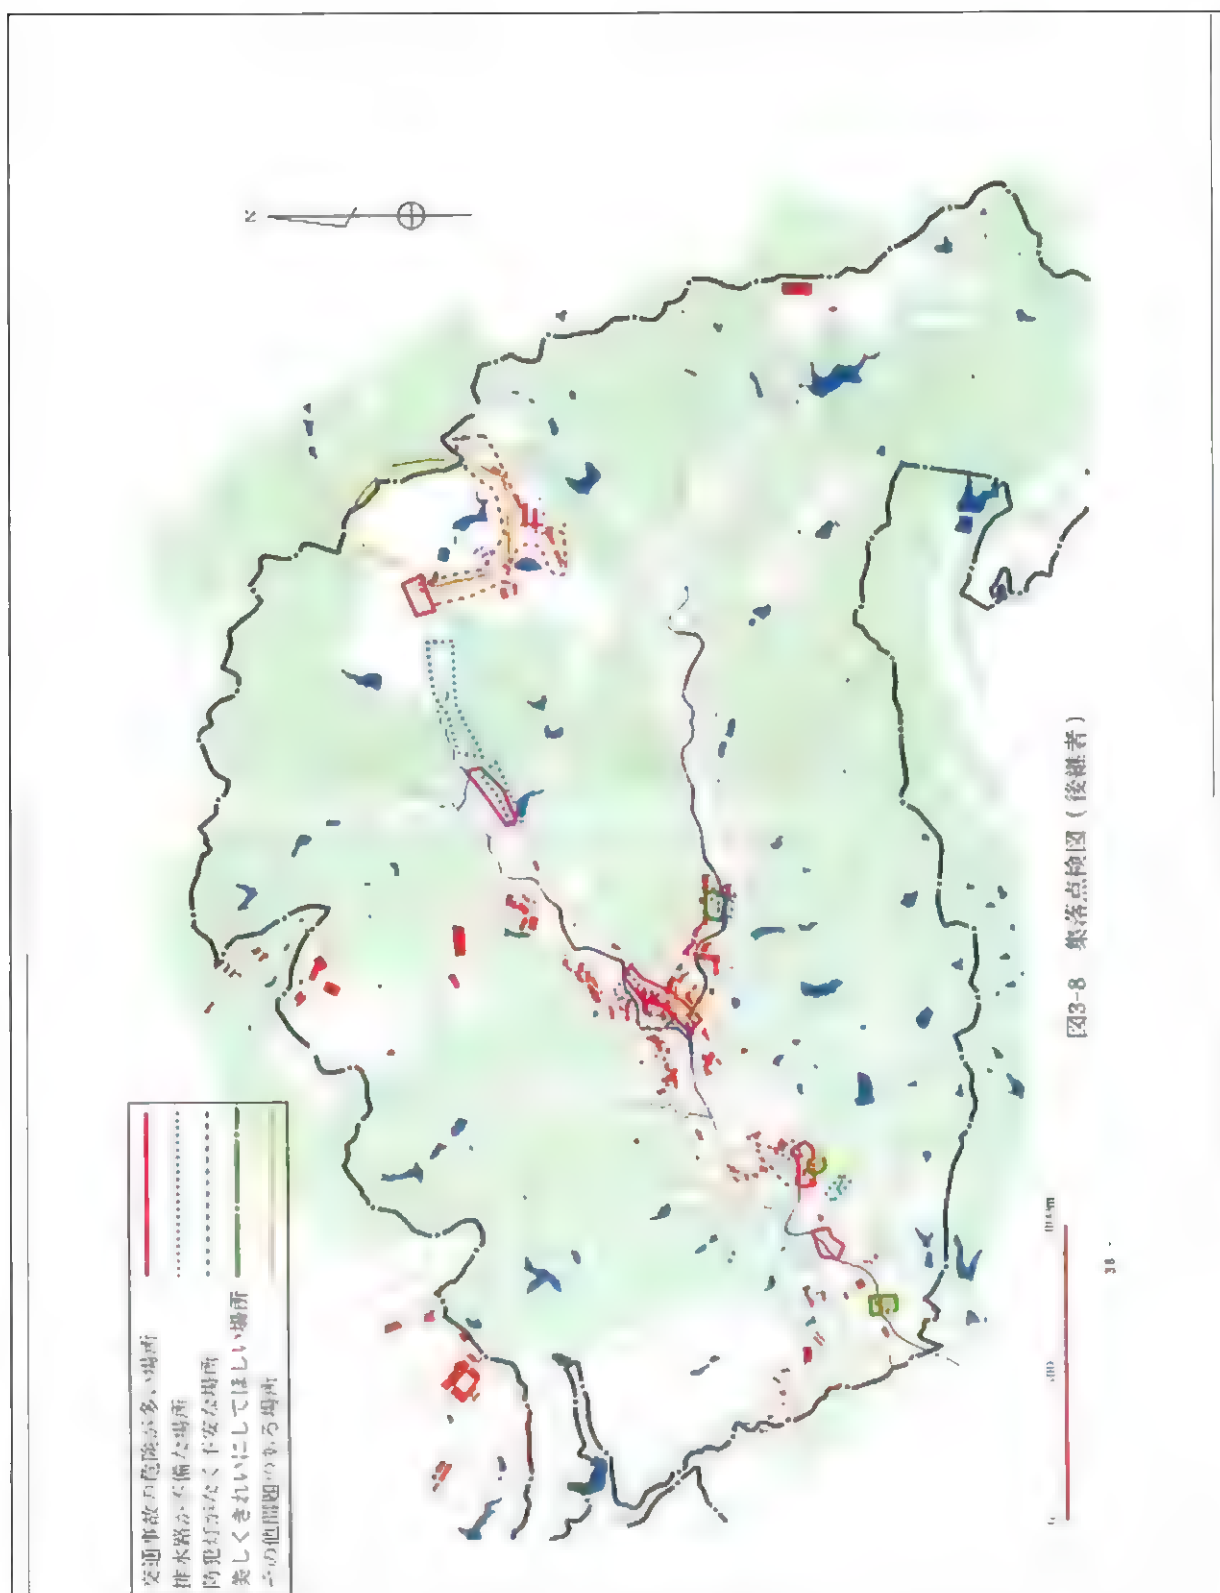 交通事故の危険が多い場所
排水路が不備な場所
防犯灯がなく不安な場所
美しくきれいにしてほしい場所
その他問題のある場所
N
0
500
図3-8 集落点検図(後継者)
38